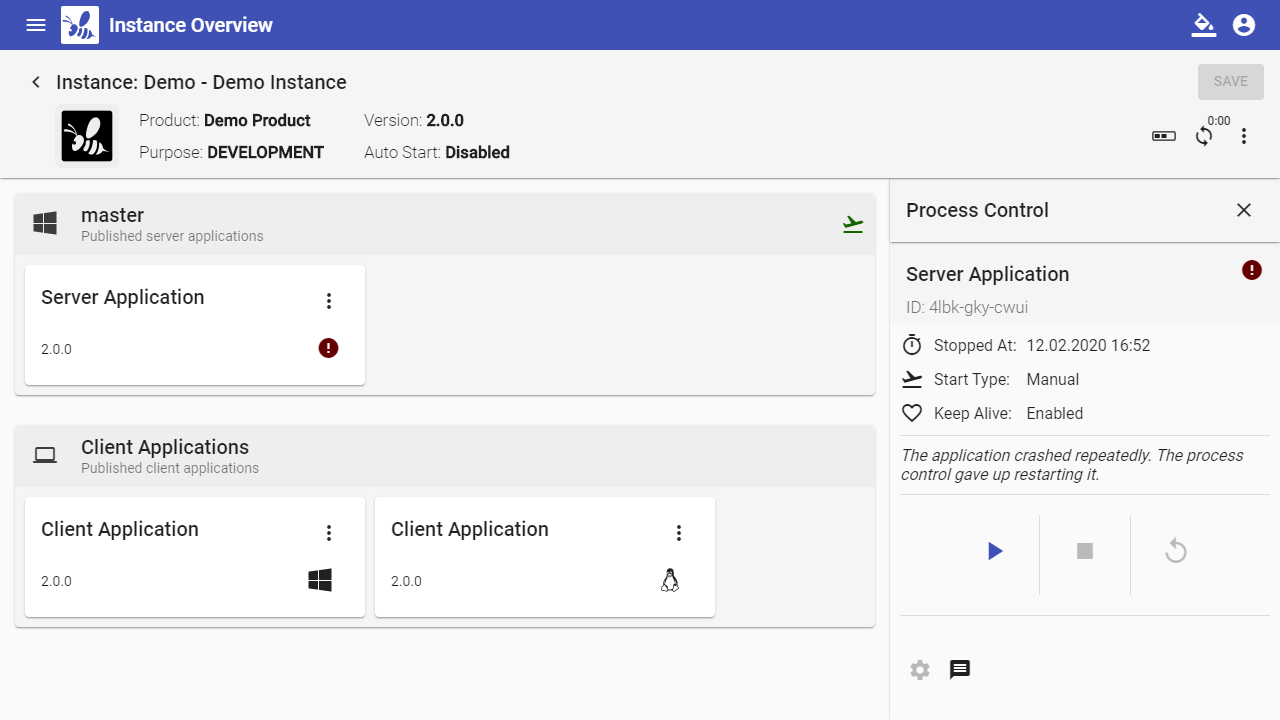 Instance Overview
Instance: Demo - Demo Instance
SAVE
Product: Demo Product
Version: 2.0.0
0:00
Purpose: DEVELOPMENT
Auto Start: Disabled
master
Published server applications
Server Application
2.0.0
Client Applications
Published client applications
Client Application
2.0.0
Client Application
2.0.0
Process Control
Server Application
ID: 4lbk-gky-cwui
Stopped At: 12.02.2020 16:52
Start Type: Manual
Keep Alive: Enabled
The application crashed repeatedly. The process
control gave up restarting it.